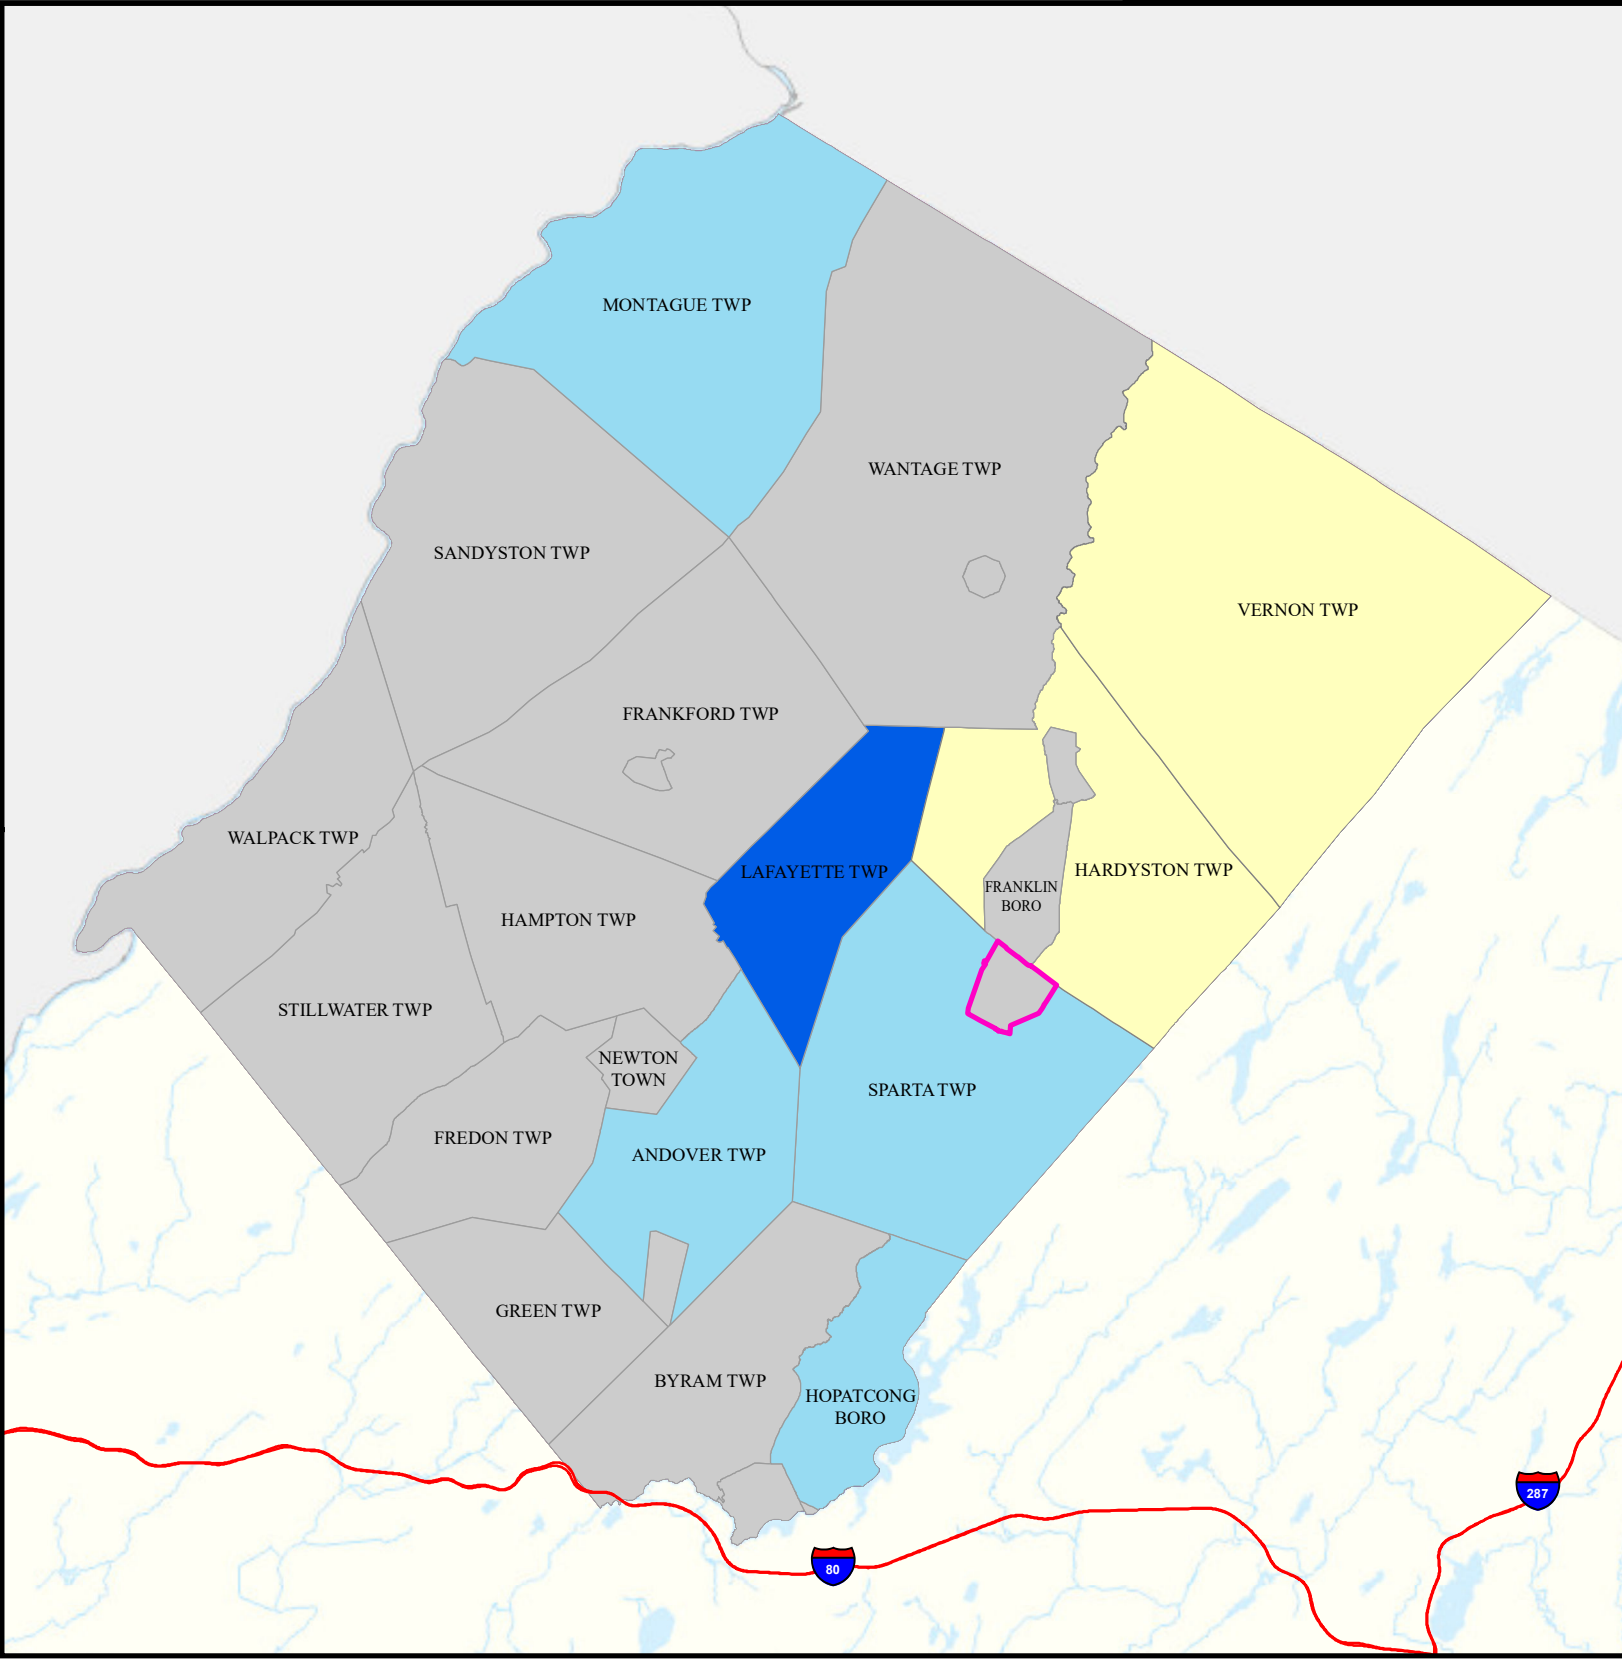 MONTAGUE TWP
WANTAGE TWP
SANDYSTON TWP
VERNON TWP
FRANKFORD TWP
WALPACK TWP
LAFAYETTE TWP
HARDYSTON TWP
FRANKLIN
BORO
HAMPTON TWP
STILLWATER TWP
NEWTON
TOWN
SPARTA TWP
FREDON TWP
ANDOVER TWP
GREEN TWP
BYRAM TWP
HOPATCONG
BORO
287
80